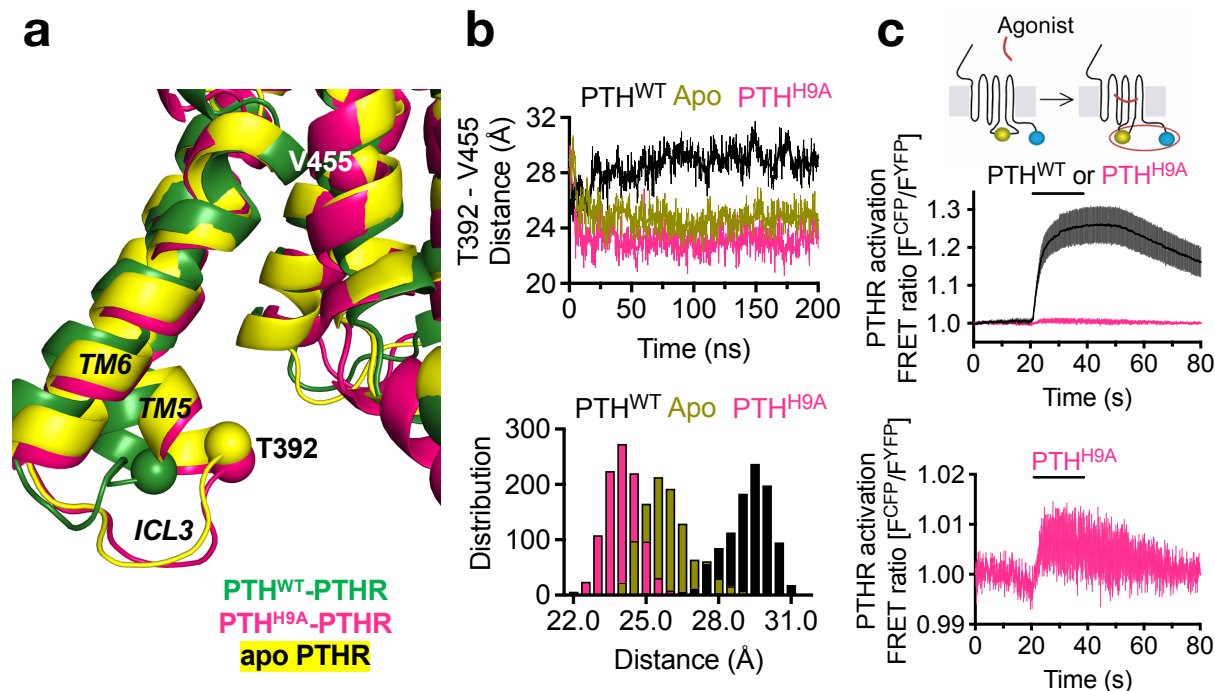 a
V455
TM6
TM5
T392
ICL3
PTHWT-PTHR
PTHH9A-PTHR
apo PTHR
b
PTHWT Apo PTHH9A
T392 - V455
Distance (Å)
32
28
24
20
0 50 100 150 200
Time (ns)
PTHWT Apo PTHH9A
Distribution
300
200
100
0
22.0 25.0 28.0 31.0
Distance (Å)
c
Agonist
PTHWT or PTHH9A
PTHR activation
FRET ratio [FCFP/FYFP]
1.3
1.2
1.1
1.0
0 20 40 60 80
Time (s)
PTHH9A
PTHR activation
FRET ratio [FCFP/FYFP]
1.02
1.01
1.00
0.99
0 20 40 60 80
Time (s)